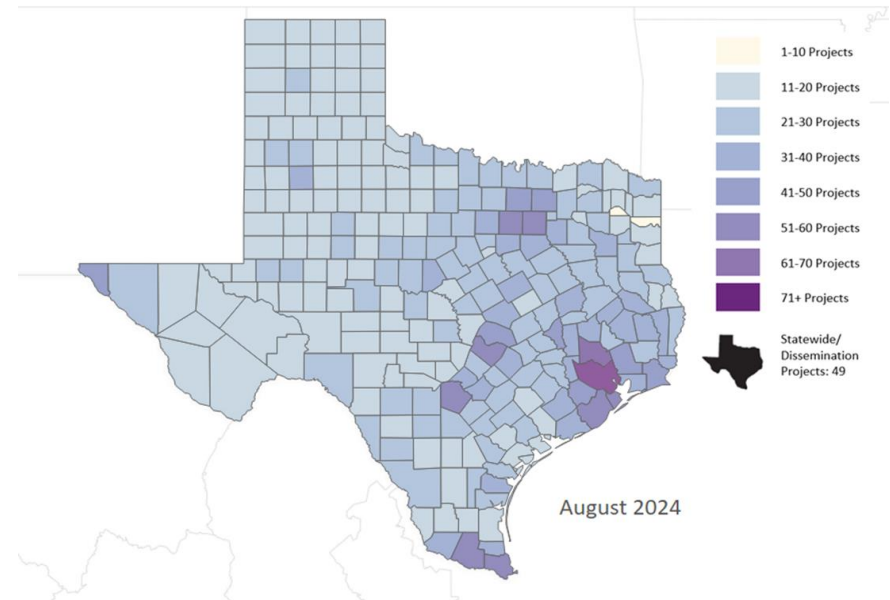 1-10 Projects
11-20 Projects
21-30 Projects
31-40 Projects
41-50 Projects
51-60 Projects
61-70 Projects
71+ Projects
Statewide/
Dissemination
Projects: 49
August 2024